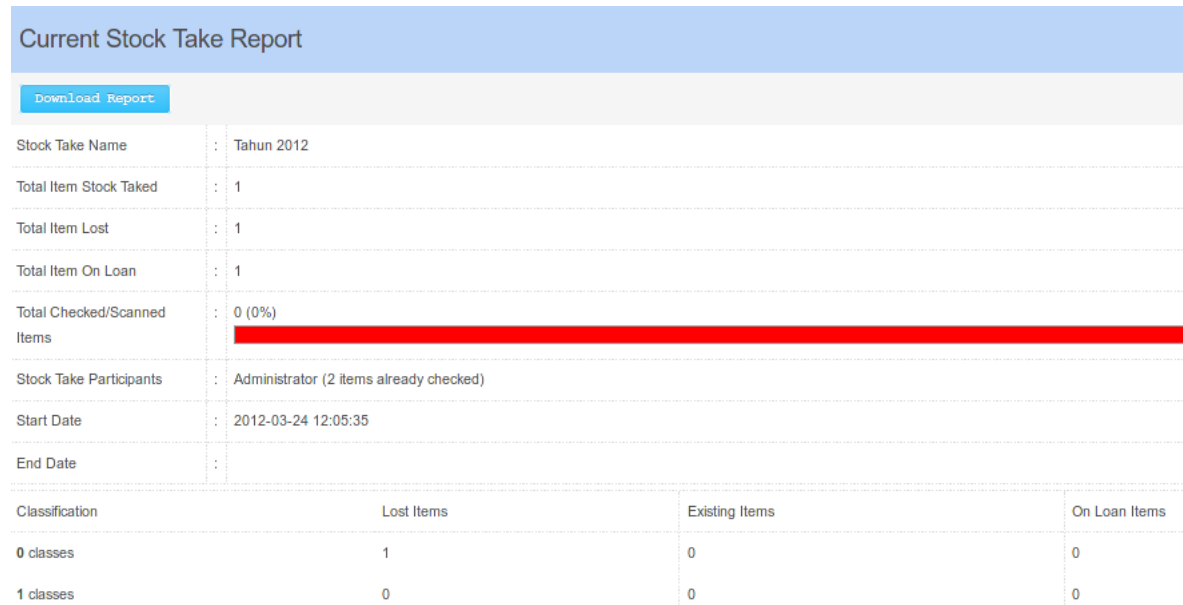 Current Stock Take Report
Download Report
Stock Take Name : Tahun 2012
Total Item Stock Taked : 1
Total Item Lost : 1
Total Item On Loan : 1
Total Checked/Scanned : 0 (0%)
Items
Stock Take Participants : Administrator (2 items already checked)
Start Date : 2012-03-24 12:05:35
End Date :
Classification Lost Items Existing Items On Loan Items
0 classes 1 0 0
1 classes 0 0 0